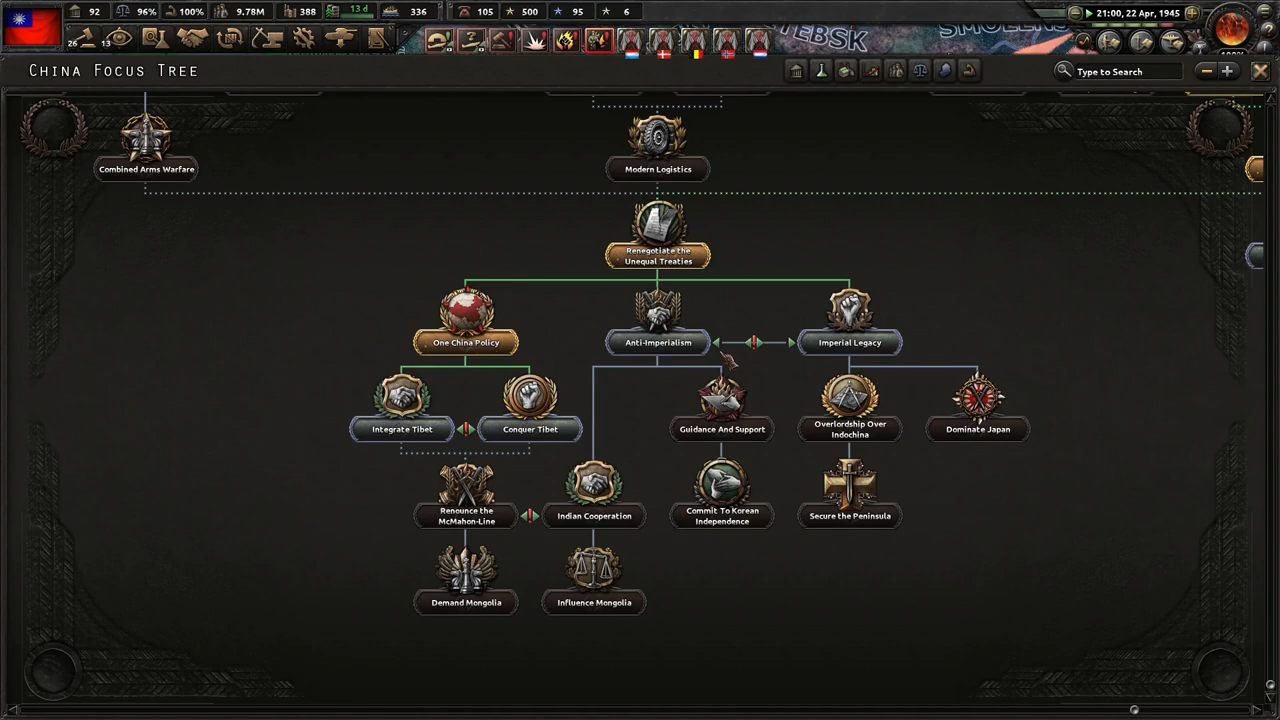 92 96% 100% 9.78M 388 13 d 336 105 500 95 6 21:00, 22 Apr, 1945
26 13
CHINA FOCUS TREE
Type to Search
Combined Arms Warfare
Modern Logistics
Renegotiate the
Unequal Treaties
One China Policy
Anti-Imperialism
Imperial Legacy
Integrate Tibet
Conquer Tibet
Guidance And Support
Overlordship Over
Indochina
Dominate Japan
Renounce the
McMahon-Line
Indian Cooperation
Commit To Korean
Independence
Secure the Peninsula
Demand Mongolia
Influence Mongolia